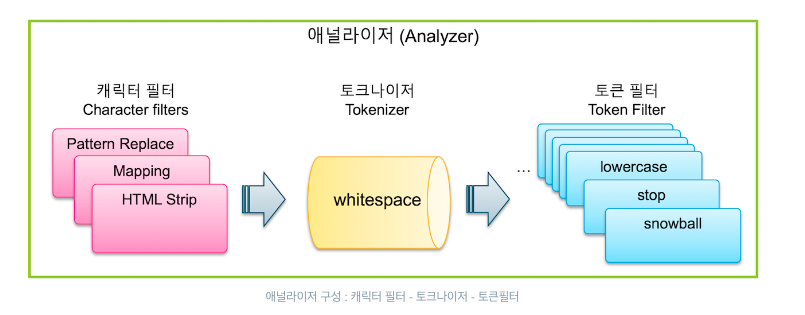 애널라이저 (Analyzer)
캐릭터 필터
Character filters
Pattern Replace
Mapping
HTML Strip
토크나이저
Tokenizer
whitespace
토큰 필터
Token Filter
...
lowercase
stop
snowball
애널라이저 구성 : 캐릭터 필터 - 토크나이저 - 토큰필터